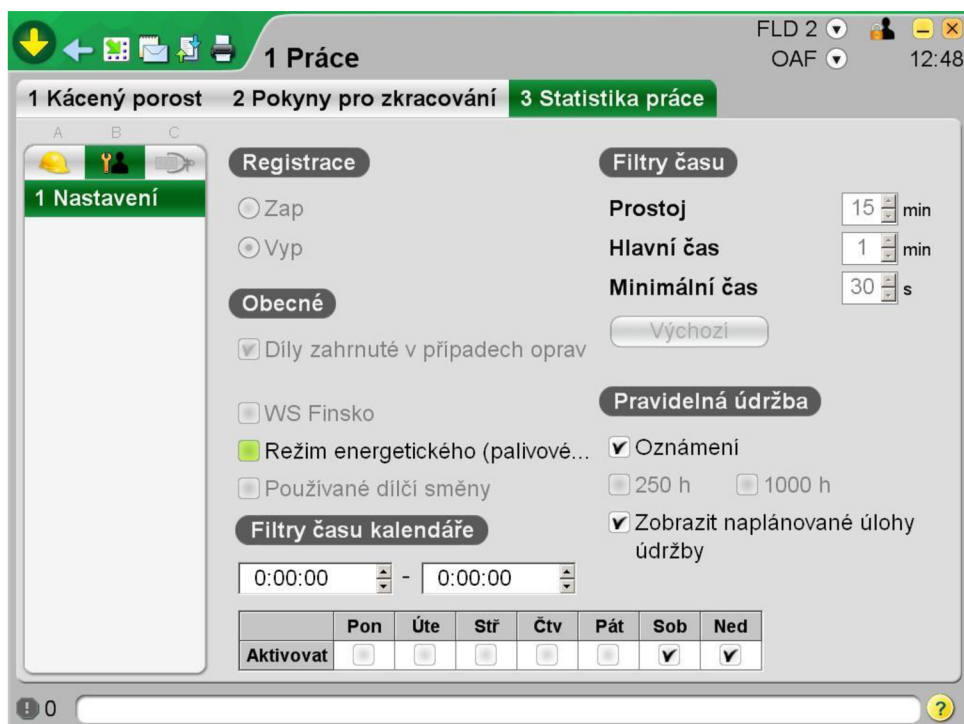 1 Práce
FLD 2
OAF
12:48
1 Kácený porost
2 Pokyny pro zkracování
3 Statistika práce
A B C
1 Nastavení
Registrace
Zap
Vyp
Obecné
Díly zahrnuté v případech oprav
WS Finsko
Režim energetického (palivové...
Používané dílčí směny
Filtry času kalendáře
0:00:00 - 0:00:00
Pon Úte Stř Čtv Pát Sob Ned
Aktivovat
Filtry času
Prostoj 15 min
Hlavní čas 1 min
Minimální čas 30 s
Výchozí
Pravidelná údržba
Oznámení
250 h 1000 h
Zobrazit naplánované úlohy
údržby
0
?